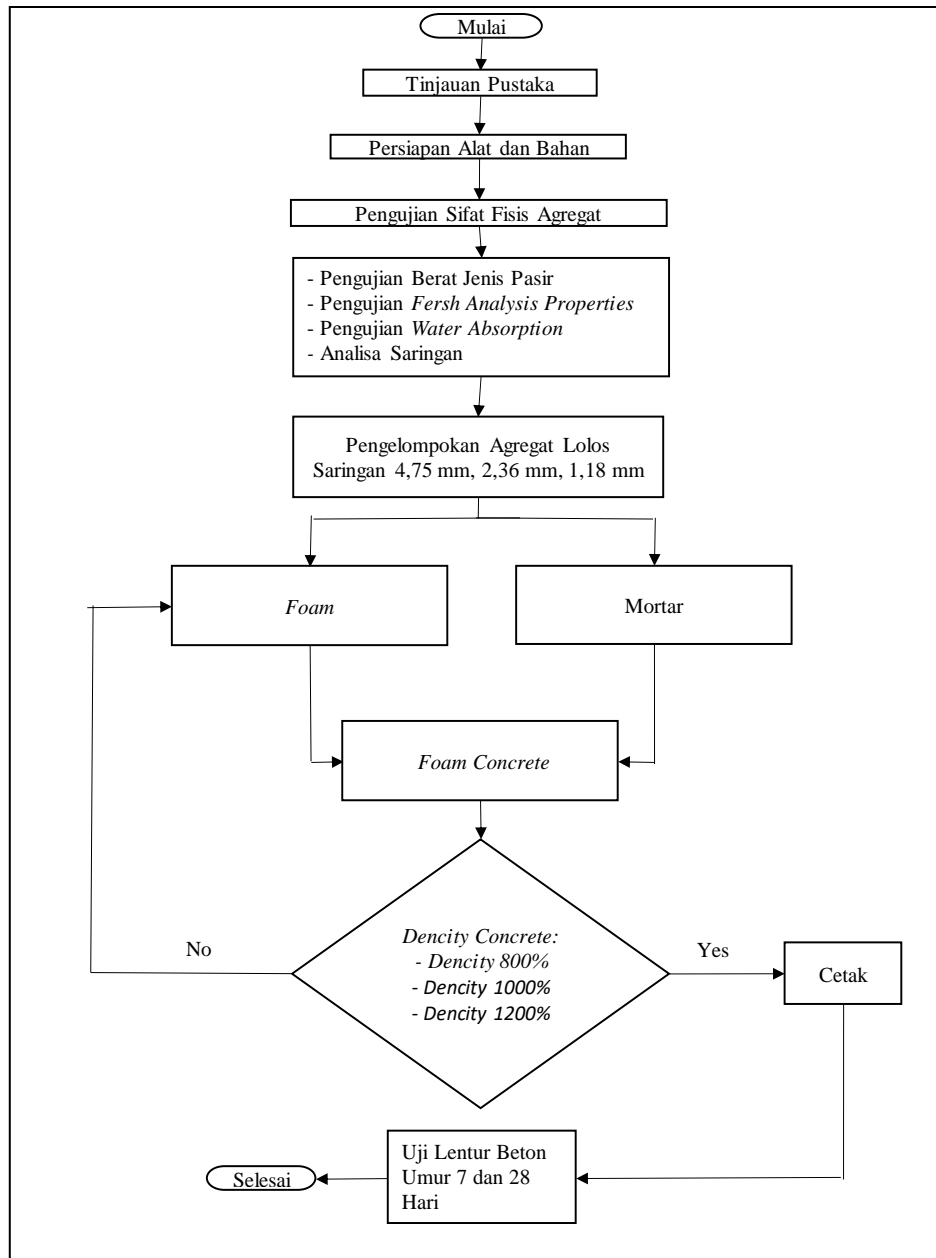 Mulai
Tinjauan Pustaka
Persiapan Alat dan Bahan
Pengujian Sifat Fisis Agregat
- Pengujian Berat Jenis Pasir
- Pengujian Fersh Analysis Properties
- Pengujian Water Absorption
- Analisa Saringan
Pengelompokan Agregat Lolos
Saringan 4,75 mm, 2,36 mm, 1,18 mm
Foam
Mortar
Foam Concrete
No
Dencity Concrete:
- Dencity 800%
- Dencity 1000%
- Dencity 1200%
Yes
Cetak
Uji Lentur Beton
Umur 7 dan 28
Hari
Selesai